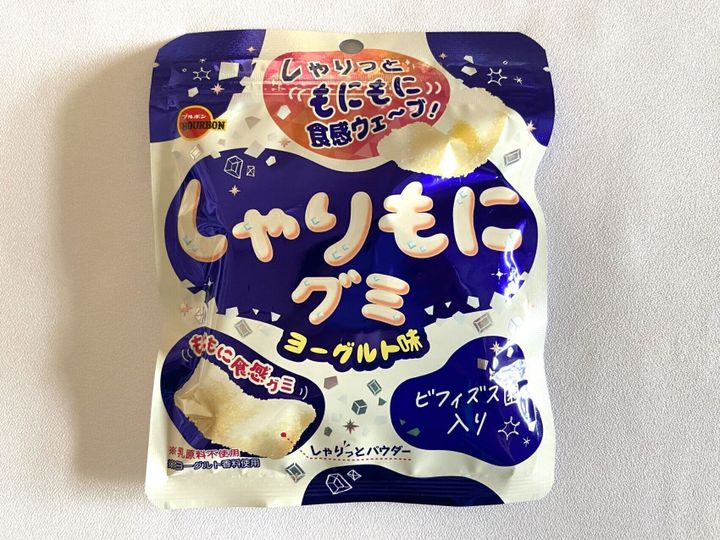 しゃりっと
もにもに
食感ウェ〜ブ!
ブルボン
BOURBON
しゃりもに
グミ
ヨーグルト味
もにもに食感グミ
ビフィズス菌
入り
※乳原料不使用
※ヨーグルト香料使用
しゃりっとパウダー